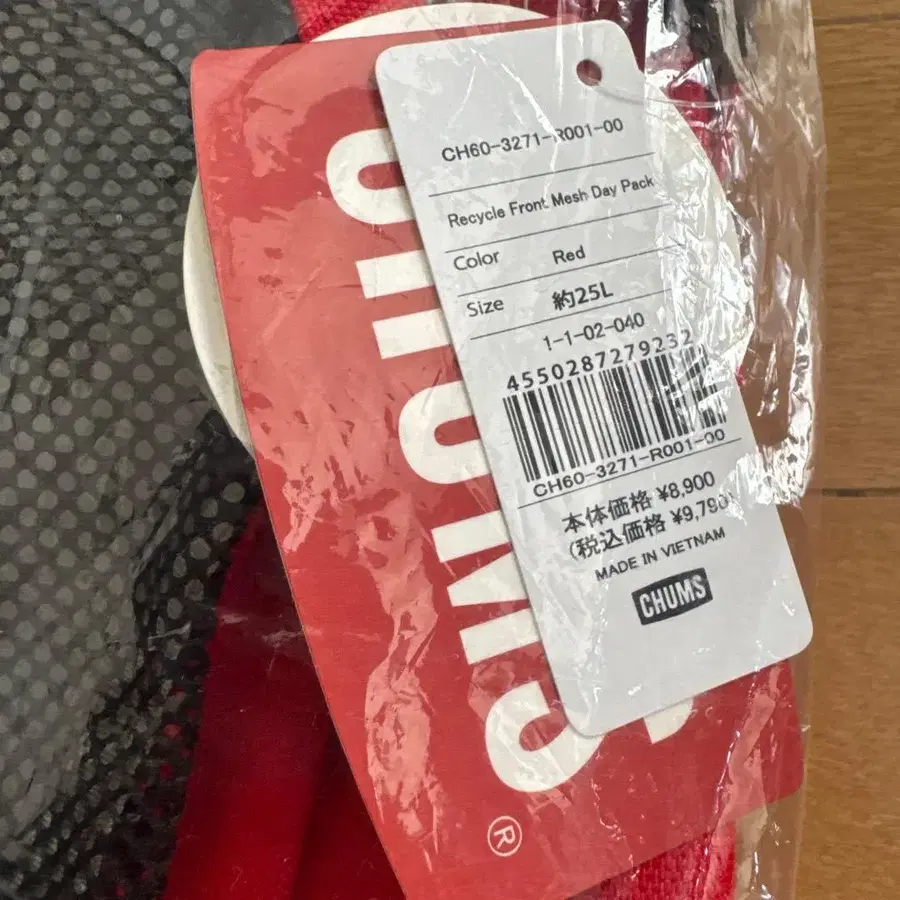 CH60-3271-R001-00
Recycle Front Mesh Day Pack
Color Red
Size 約25L
1-1-02-040
4550287279232
CH60-3271-R001-00
本体価格 ¥8,900
(税込価格 ¥9,790)
MADE IN VIETNAM
CHUMS
CHUMS
®